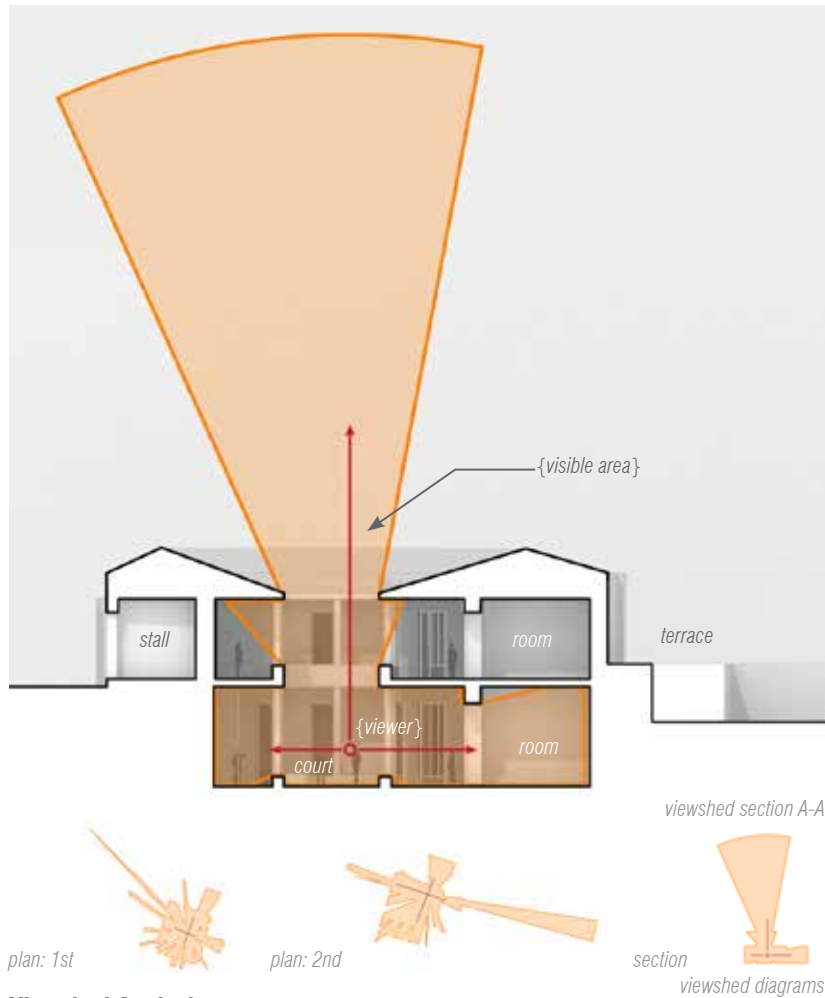 {visible area}
stall
room
terrace
{viewer}
room
court
viewshed section A-A
plan: 1st
plan: 2nd
section
viewshed diagrams